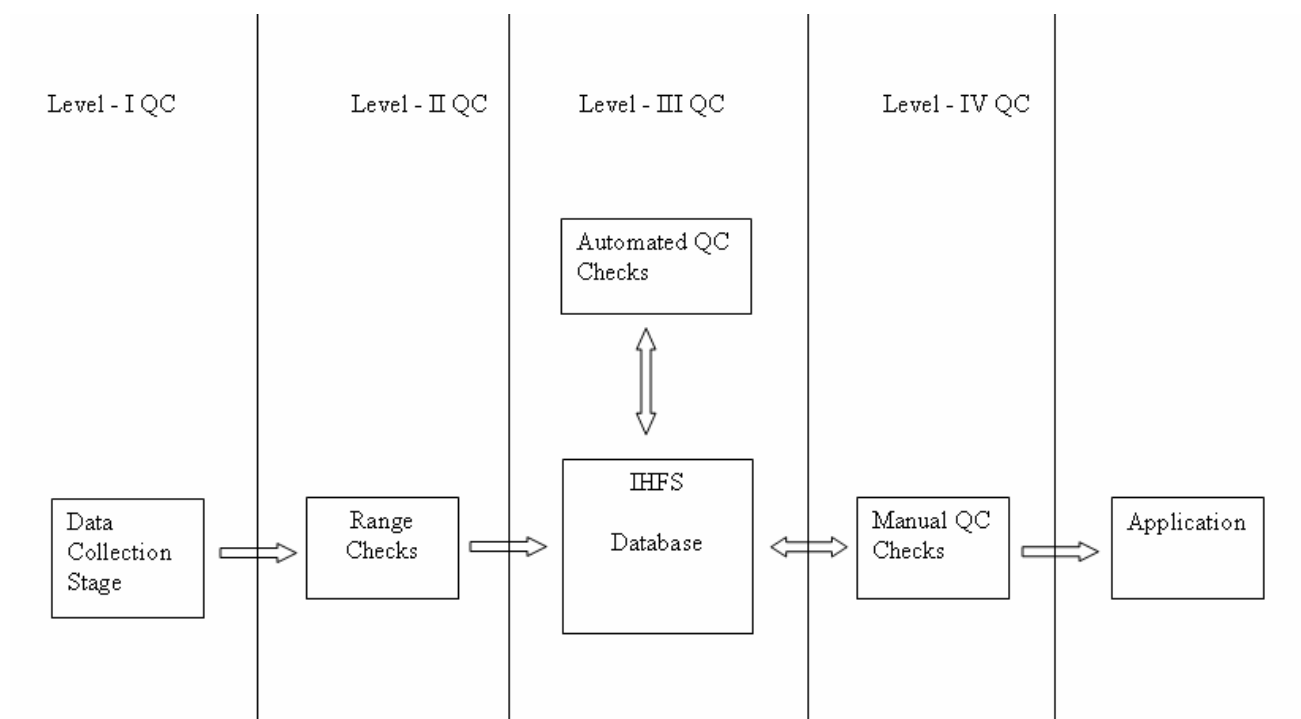 Level - I QC
Level - II QC
Level - III QC
Level - IV QC
Automated QC
Checks
Data
Collection
Stage
Range
Checks
IHFS
Database
Manual QC
Checks
Application